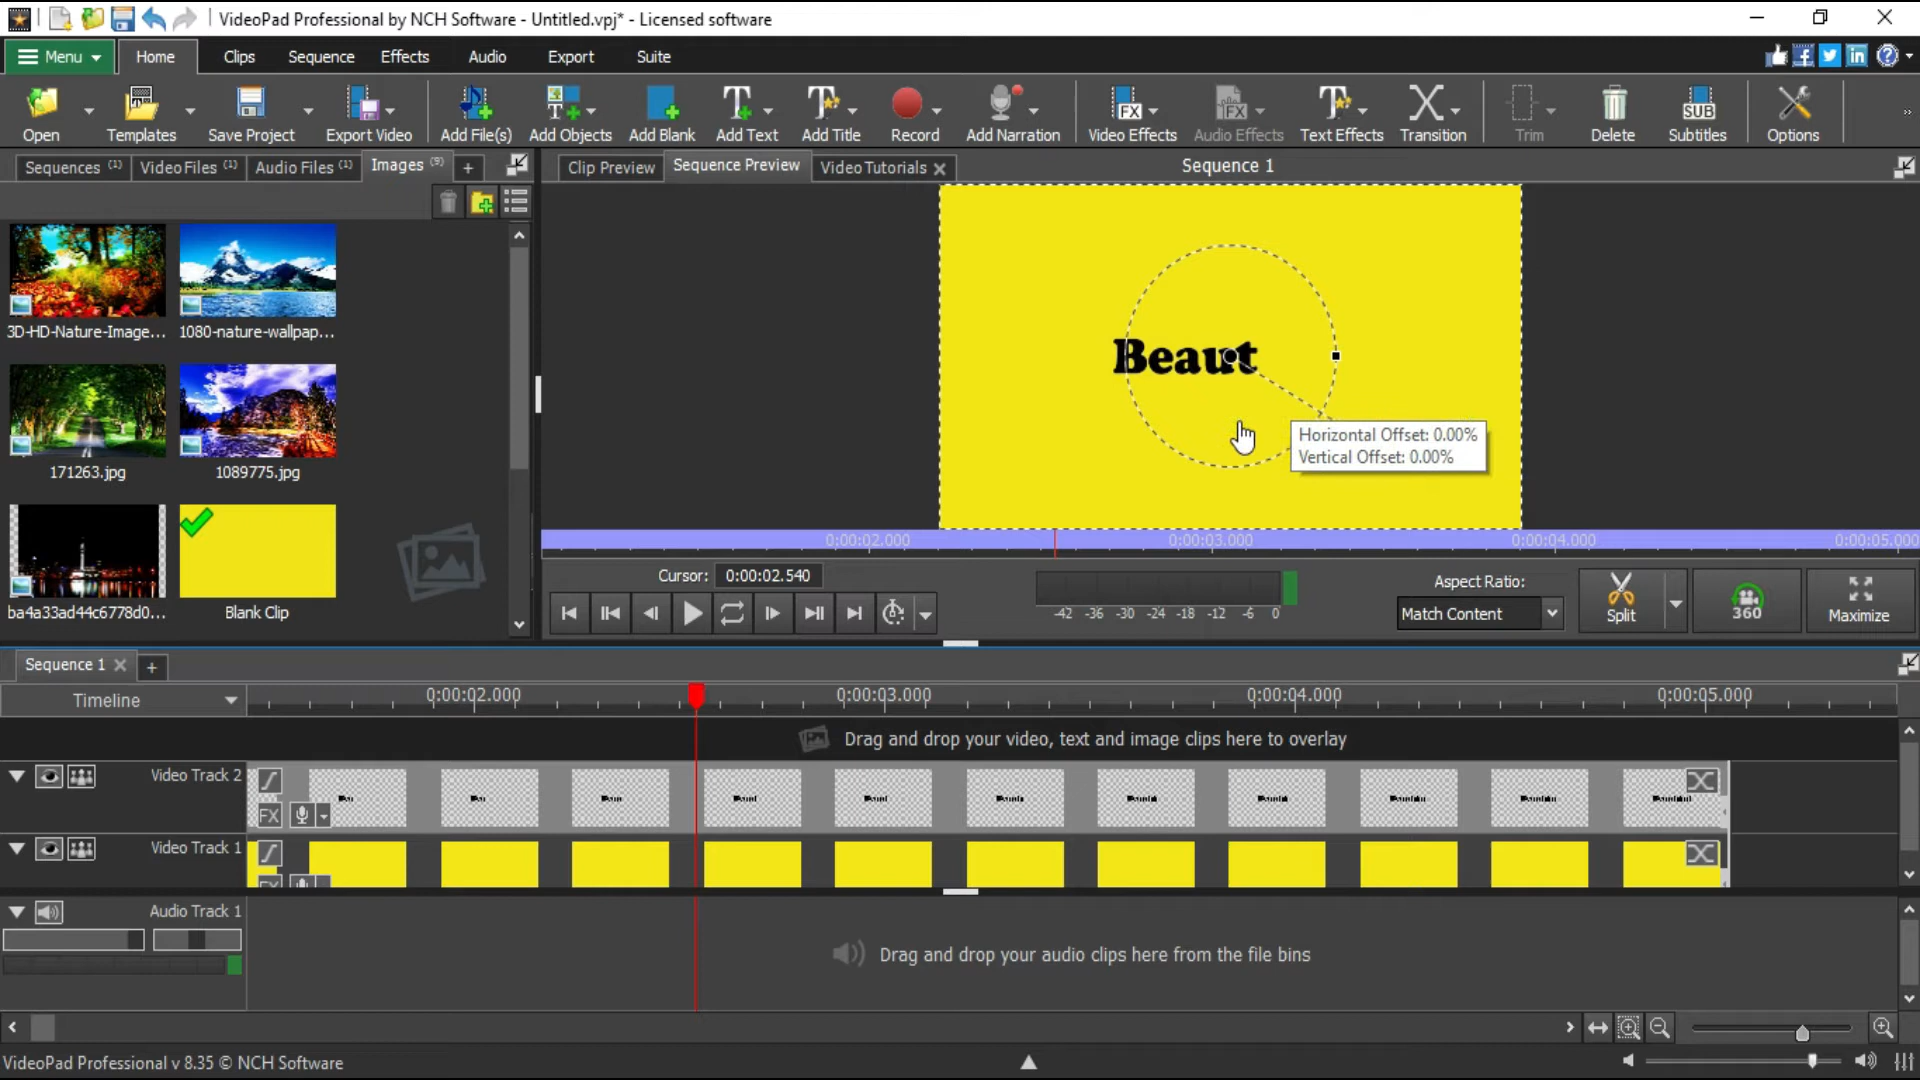 VideoPad Professional by NCH Software - Untitled.vpj* - Licensed software
Menu Home Clips Sequence Effects Audio Export Suite
Open Templates Save Project Export Video Add File(s) Add Objects Add Blank Add Text Add Title Record Add Narration Video Effects Audio Effects Text Effects Transition Trim Delete Subtitles Options
Sequences (1) Video Files (1) Audio Files (1) Images (9) +
Clip Preview Sequence Preview Video Tutorials Sequence 1
3D-HD-Nature-Image... 1080-nature-wallpap...
171263.jpg 1089775.jpg
ba4a33ad44c6778d0... Blank Clip
Beaut
Horizontal Offset: 0.00%
Vertical Offset: 0.00%
0:00:02.000 0:00:03.000 0:00:04.000 0:00:05.000
Cursor: 0:00:02.540
-42 -36 -30 -24 -18 -12 -6 0
Aspect Ratio:
Match Content
Split 360 Maximize
Sequence 1 +
Timeline 0:00:02.000 0:00:03.000 0:00:04.000 0:00:05.000
Drag and drop your video, text and image clips here to overlay
Video Track 2
FX
Video Track 1
Audio Track 1
Drag and drop your audio clips here from the file bins
VideoPad Professional v 8.35 © NCH Software